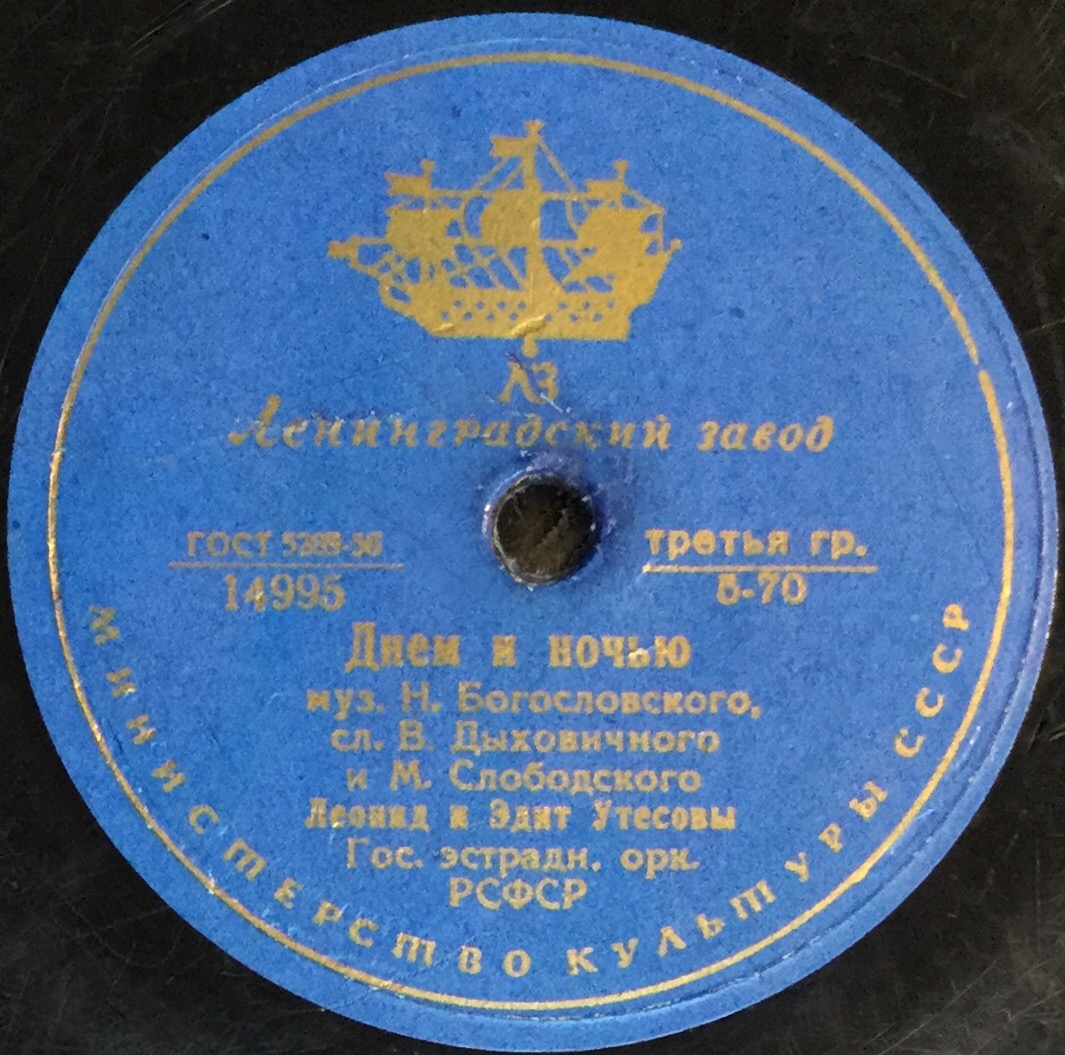 ЛЗ
Ленинградский завод
ГОСТ 5289-56
14995
третья гр.
5-70
Днем и ночью
муз. Н. Богословского,
сл. В. Дыховичного
и М. Слободского
Леонид и Эдит Утесовы
Гос. эстрадн. орк.
РСФСР
МИНИСТЕРСТВО КУЛЬТУРЫ СССР